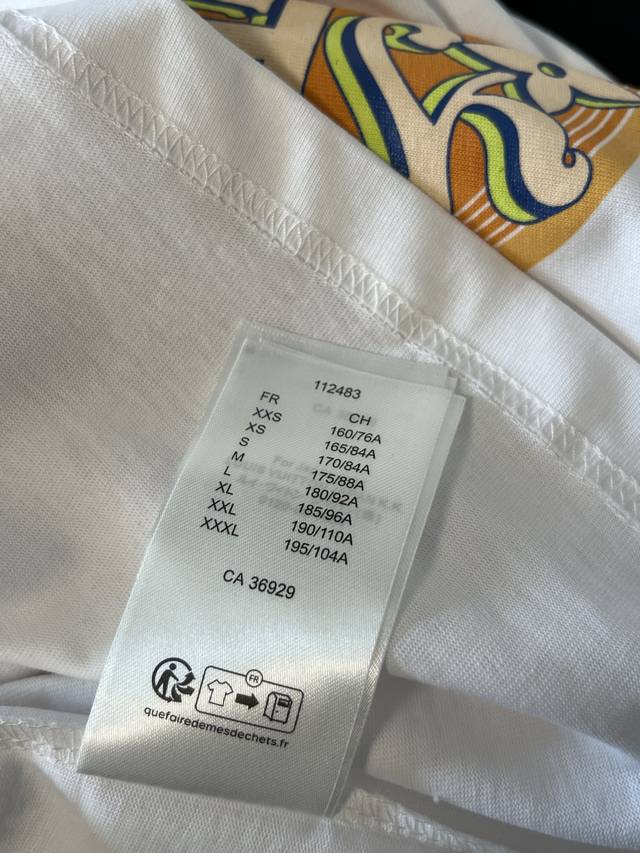 112483
FR CH
XXS 160/76A
XS 165/84A
S 170/84A
M 175/88A
L 180/92A
XL 185/96A
XXL 190/110A
XXXL 195/104A
CA 36929
FR
quefairedemesdechets.fr